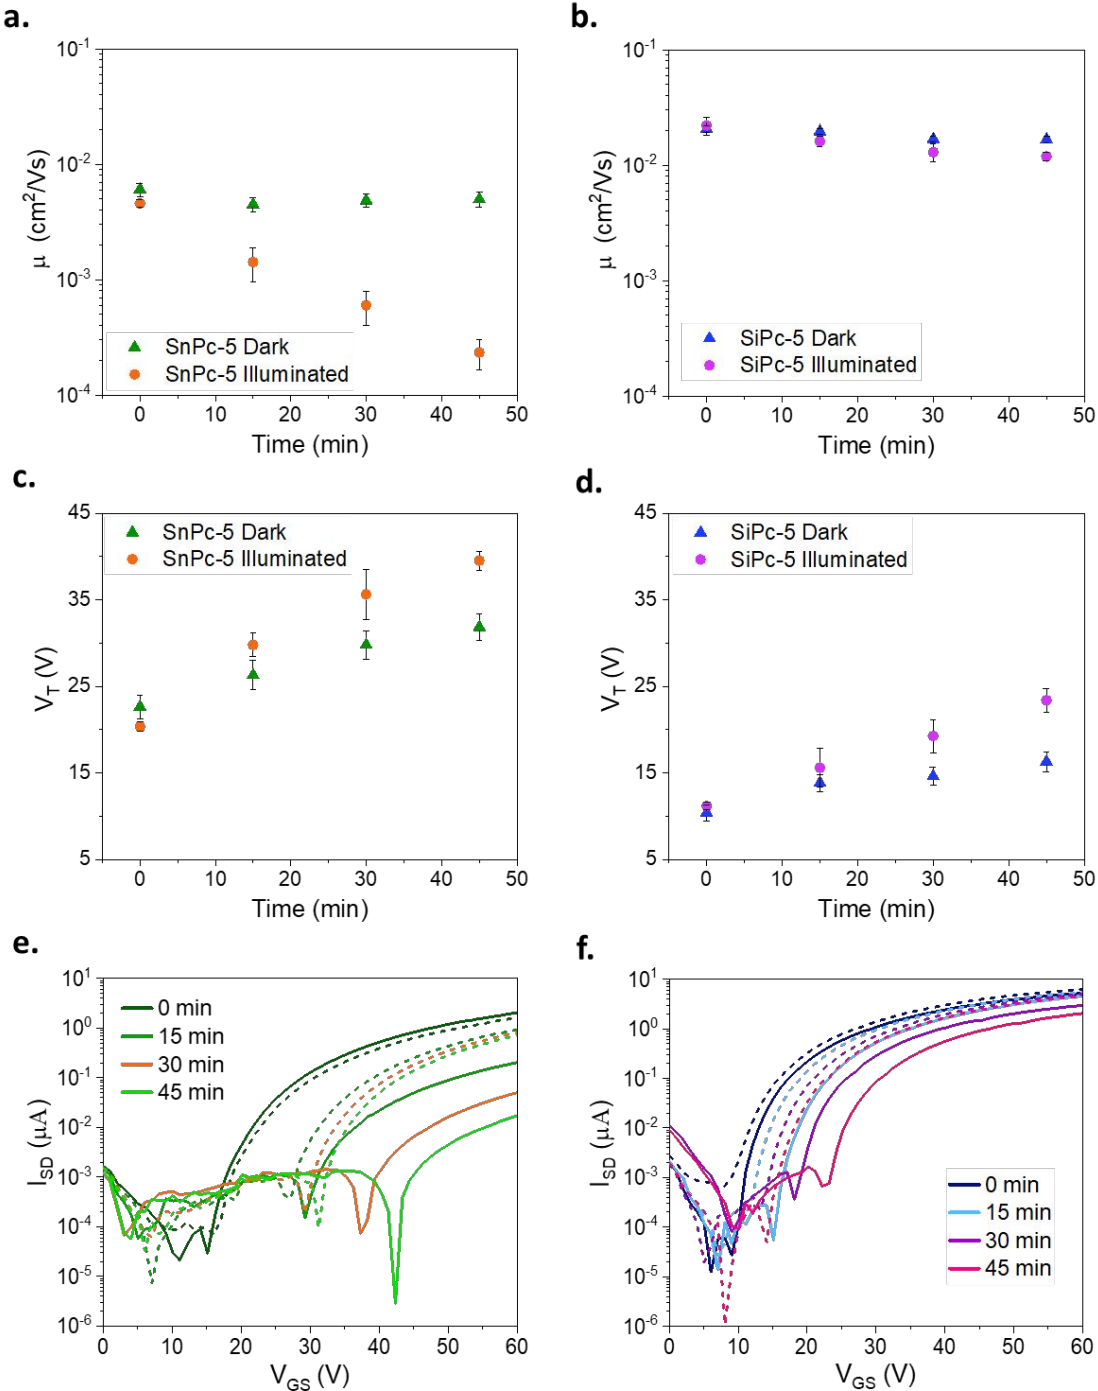 a.
10⁻¹
10⁻²
10⁻³
10⁻⁴
μ (cm²/Vs)
SnPc-5 Dark
SnPc-5 Illuminated
0 10 20 30 40 50
Time (min)
b.
10⁻¹
10⁻²
10⁻³
10⁻⁴
μ (cm²/Vs)
SiPc-5 Dark
SiPc-5 Illuminated
0 10 20 30 40 50
Time (min)
c.
45
35
25
15
5
V_T (V)
SnPc-5 Dark
SnPc-5 Illuminated
0 10 20 30 40 50
Time (min)
d.
45
35
25
15
5
V_T (V)
SiPc-5 Dark
SiPc-5 Illuminated
0 10 20 30 40 50
Time (min)
e.
10¹
10⁰
10⁻¹
10⁻²
10⁻³
10⁻⁴
10⁻⁵
10⁻⁶
I_SD (μA)
0 min
15 min
30 min
45 min
0 10 20 30 40 50 60
V_GS (V)
f.
10¹
10⁰
10⁻¹
10⁻²
10⁻³
10⁻⁴
10⁻⁵
10⁻⁶
I_SD (μA)
0 min
15 min
30 min
45 min
0 10 20 30 40 50 60
V_GS (V)